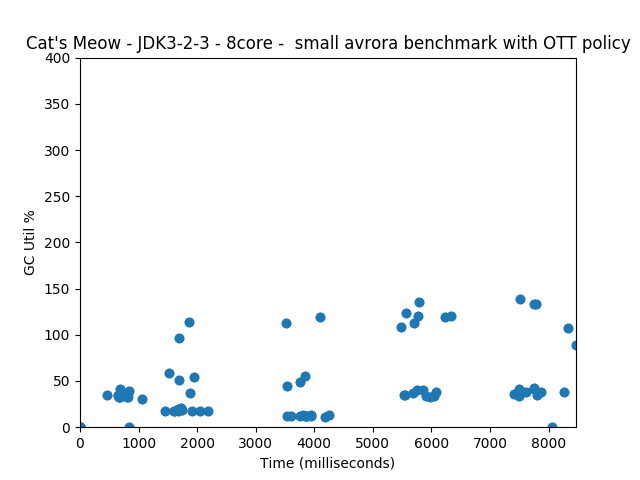 Cat's Meow - JDK3-2-3 - 8core -  small avrora benchmark with OTT policy
400
350
300
250
200
150
100
50
0
GC Util %
0 1000 2000 3000 4000 5000 6000 7000 8000
Time (milliseconds)